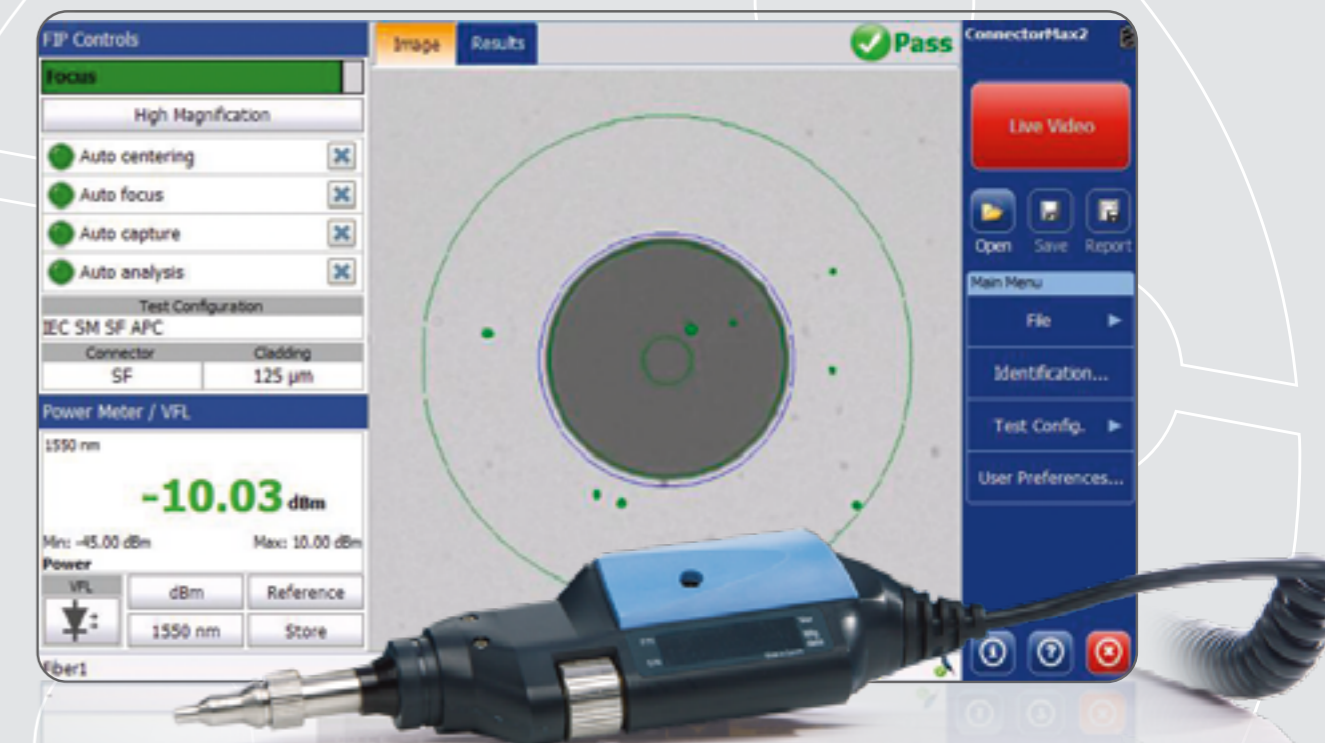 FIP Controls
Focus
High Magnification
Auto centering
Auto focus
Auto capture
Auto analysis
Test Configuration
IEC SM SF APC
Connector Cladding
SF 125 µm
Power Meter / VFL
1550 nm
-10.03 dBm
Min: -45.00 dBm Max: 10.00 dBm
Power
VFL
dBm Reference
1550 nm Store
Fiber1
Image Results
Pass
ConnectorMax2
Live Video
Open Save Report
Main Menu
File
Identification...
Test Config.
User Preferences...